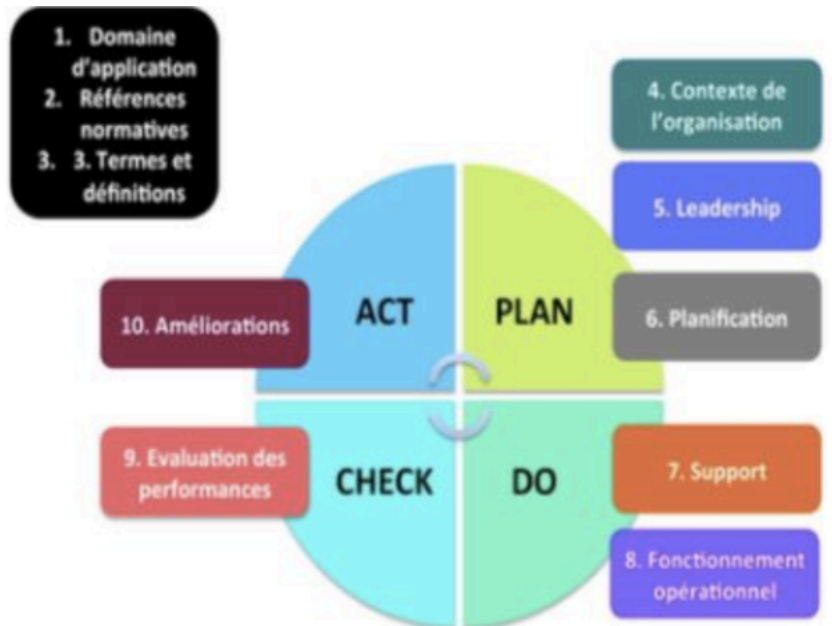 1. Domaine
d'application
2. Références
normatives
3. 3. Termes et
définitions
4. Contexte de
l'organisation
5. Leadership
ACT
PLAN
10. Améliorations
6. Planification
9. Evaluation des
performances
CHECK
DO
7. Support
8. Fonctionnement
opérationnel